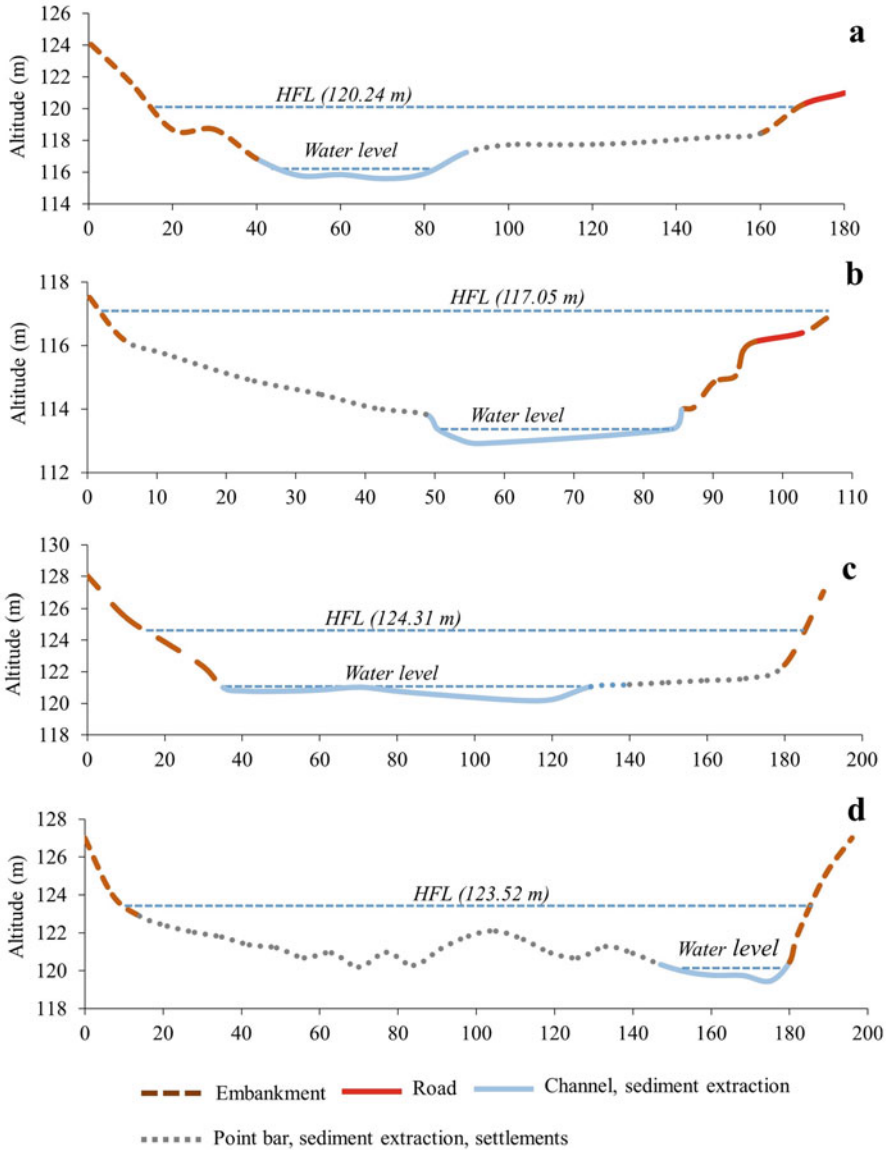 a
126
124
122
120
118
116
114
Altitude (m)
HFL (120.24 m)
Water level
0 20 40 60 80 100 120 140 160 180
b
118
116
114
112
Altitude (m)
HFL (117.05 m)
Water level
0 10 20 30 40 50 60 70 80 90 100 110
c
130
128
126
124
122
120
118
Altitude (m)
HFL (124.31 m)
Water level
0 20 40 60 80 100 120 140 160 180 200
d
128
126
124
122
120
118
Altitude (m)
HFL (123.52 m)
Water level
0 20 40 60 80 100 120 140 160 180 200
Embankment Road Channel, sediment extraction
Point bar, sediment extraction, settlements